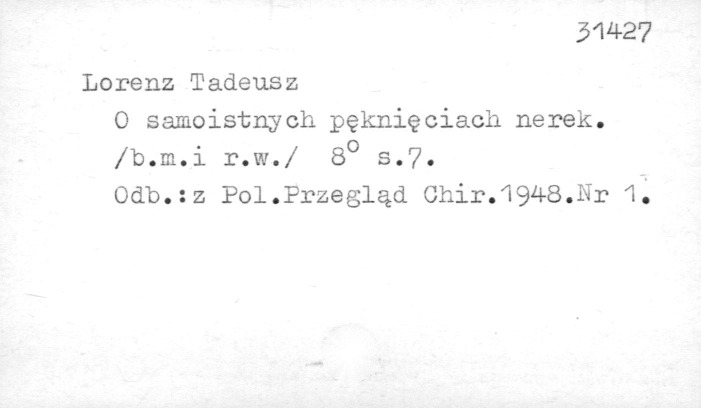 31427
Lorenz Tadeusz
O samoistnych pęknięciach nerek.
/b.m.i r.w./ 8° s.7.
Odb.:z Pol.Przegląd Chir.1948.Nr 1.